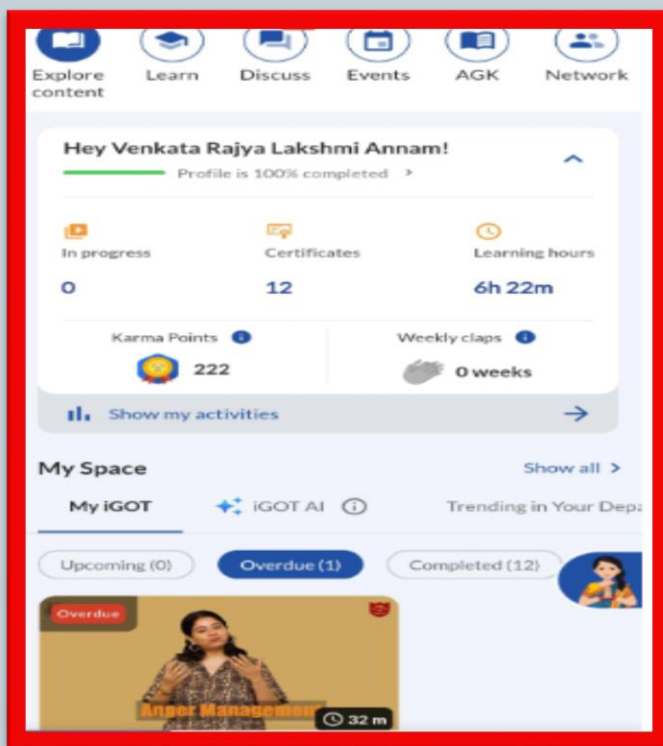 Explore content
Learn
Discuss
Events
AGK
Network
Hey Venkata Rajya Lakshmi Annam!
Profile is 100% completed >
In progress
Certificates
Learning hours
0
12
6h 22m
Karma Points
Weekly claps
222
0 weeks
Show my activities
My Space
Show all >
My iGOT
iGOT AI
Trending in Your Depa
Upcoming (0)
Overdue (1)
Completed (12)
Overdue
Anger Management
32 m